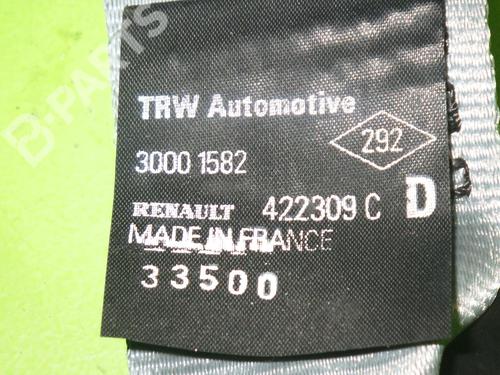 B-PARTS
TRW Automotive
292
3000 1582
RENAULT 422309 C D
MADE IN FRANCE
33500